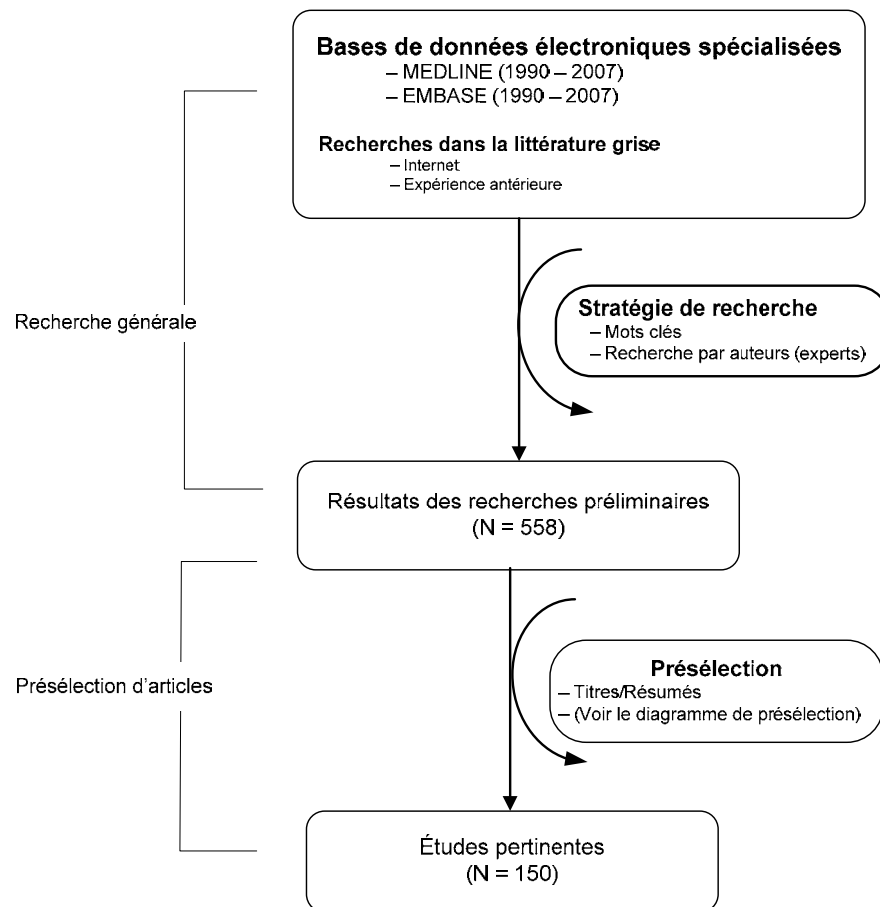 Bases de données électroniques spécialisées
– MEDLINE (1990 – 2007)
– EMBASE (1990 – 2007)
Recherches dans la littérature grise
– Internet
– Expérience antérieure
Recherche générale
Stratégie de recherche
– Mots clés
– Recherche par auteurs (experts)
Résultats des recherches préliminaires
(N = 558)
Présélection d’articles
Présélection
– Titres/Résumés
– (Voir le diagramme de présélection)
Études pertinentes
(N = 150)